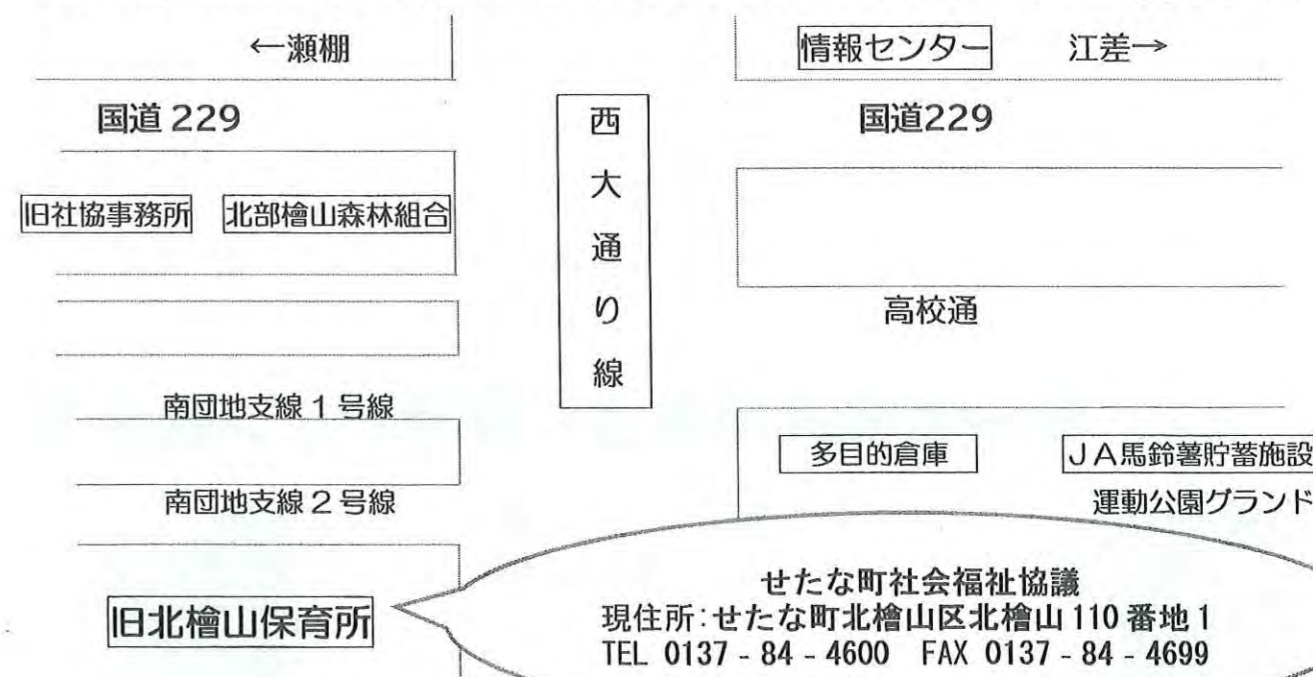 ←瀬棚
情報センター 江差→
国道 229
国道229
西大通り線
旧社協事務所 北部檜山森林組合
高校通
南団地支線 1 号線
多目的倉庫 JA馬鈴薯貯蓄施設
南団地支線 2 号線
運動公園グランド
せたな町社会福祉協議
旧北檜山保育所
現住所:せたな町北檜山区北檜山 110 番地 1
TEL 0137 - 84 - 4600 FAX 0137 - 84 - 4699